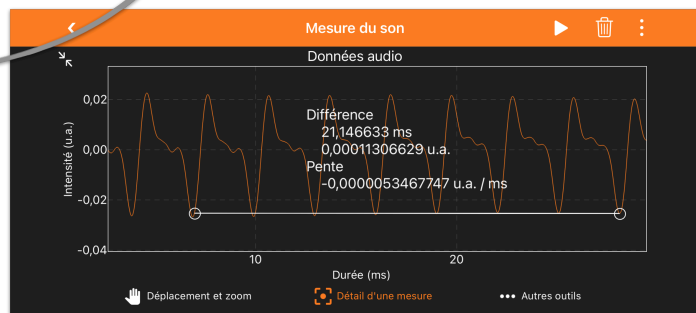 Mesure du son
Données audio
0,02
0,00
-0,02
-0,04
Intensité (u.a.)
Différence
21,146633 ms
0,00011306629 u.a.
Pente
-0,0000053467747 u.a. / ms
10
20
Durée (ms)
Déplacement et zoom
Détail d'une mesure
Autres outils